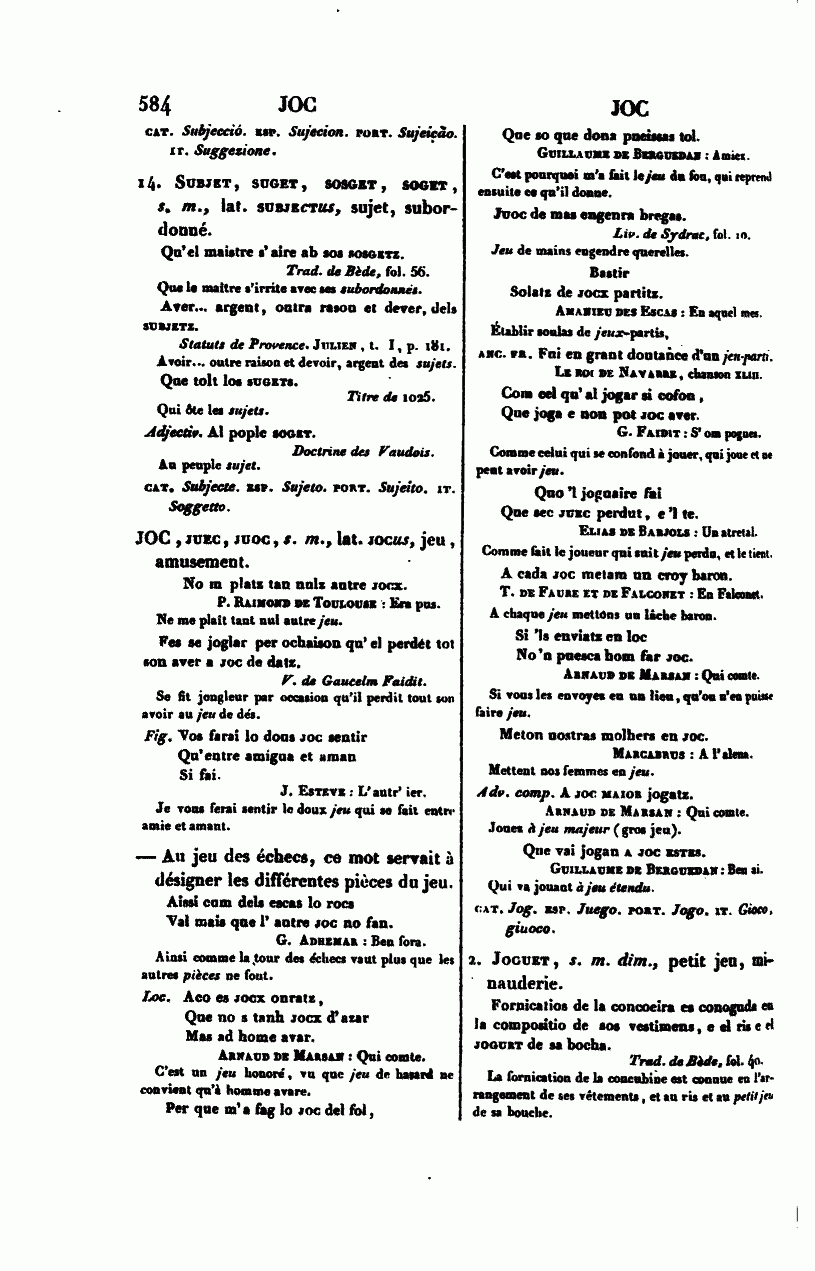 584 JOC
CAT. Subjecció. ESP. Sujecion. PORT. Sujeição.
IT. Suggezione.
14. SUBJET, SUGET, SOSGET, SOGET,
s. m., lat. SUBJECTUS, sujet, subor-
donné.
Qu'el maistre s'aire ab sos SOSGETZ.
Trad. de Bède, fol. 56.
Que le maître s'irrite avec ses subordonnés.
Aver... argent, outra rason et dever, dels
SUBJETZ.
Statuts de Provence. JULIEN, t. I, p. 181.
Avoir... outre raison et devoir, argent des sujets.
Que tolt los SUGETS.
Titre de 1025.
Qui ôte les sujets.
Adjectiv. Al pople SOGET.
Doctrine des Vaudois.
Au peuple sujet.
CAT. Subjecte. ESP. Sujeto. PORT. Sujeito. IT.
Soggetto.
JOC, JUEC, JUOC, s. m., lat. JOCUS, jeu,
amusement.
No m platz tan nulz autre JOCX.
P. RAIMOND DE TOULOUSE : Era pus.
Ne me plaît tant nul autre jeu.
Fes se joglar per ochaison qu'el perdét tot
son aver a JOC de datz.
V. de Gaucelm Faidit.
Se fit jongleur par occasion qu'il perdit tout son
avoir au jeu de dés.
Fig. Vos farai lo dous JOC sentir
Qu'entre amigua et aman
Si fai.
J. ESTEVE : L'autr'ier.
Je vous ferai sentir le doux jeu qui se fait entre
amie et amant.
— Au jeu des échecs, ce mot servait à
désigner les différentes pièces du jeu.
Aissi cum dels escas lo rocs
Val mais que l'autre JOC no fan.
G. ADHEMAR : Ben fora.
Ainsi comme la tour des échecs vaut plus que les
autres pièces ne font.
Loc. Aco es JOCX onratz,
Que no s tanh JOCX d'azar
Mas ad home avar.
ARNAUD DE MARSAN : Qui comte.
C'est un jeu honoré, vu que jeu de hasard ne
convient qu'à homme avare.
Per que m'a fag lo JOC del fol,
JOC
Que so que dona pueissas tol.
GUILLAUME DE BERGUEDAN : Amiex.
C'est pourquoi m'a fait le jeu du fou, qui reprend
ensuite ce qu'il donne.
JUOC de mas engenra bregas.
Liv. de Sydrac, fol. 10.
Jeu de mains engendre querelles.
Bastir
Solatz de JOCX partitz.
AMANIEU DES ESCAS : En aquel mes.
Établir soulas de jeux-partis,
ANC. FR. Fui en grant doutance d'un jeu-parti.
LE ROI DE NAVARRE, chanson XLIII.
Com cel qu'al jogar si cofon,
Que joga e non pot JOC aver.
G. FAIDIT : S'om pogues.
Comme celui qui se confond à jouer, qui joue et ne
peut avoir jeu.
Quo 'l joguaire fai
Que sec JUEC perdut, e 'l te.
ELIAS DE BARJOLS : Un atretal.
Comme fait le joueur qui suit jeu perdu, et le tient.
A cada JOC metam un croy baron.
T. DE FAURE ET DE FALCONET : En Falconet.
A chaque jeu mettons un lâche baron.
Si 'ls enviatz en loc
No 'n puesca hom far JOC.
ARNAUD DE MARSAN : Qui comte.
Si vous les envoyez en un lieu, qu'on n'en puisse
faire jeu.
Meton nostras molhers en JOC.
MARCABRUS : A l'alena.
Mettent nos femmes en jeu.
Adv. comp. A JOC MAIOR jogatz.
ARNAUD DE MARSAN : Qui comte.
Jouez à jeu majeur (gros jeu).
Que vai jogan A JOC ESTES.
GUILLAUME DE BERGUEDAN : Ben ai.
Qui va jouant à jeu étendu.
CAT. Jog. ESP. Juego. PORT. Jogo. IT. Gioco,
giuoco.
2. JOGUET, s. m. dim., petit jeu, mi-
nauderie.
Fornicatios de la concoeira es conoguda en
la compositio de sos vestimens, e el ris e el
JOGUET de sa bocha.
Trad. de Bède, fol. 40.
La fornication de la concubine est connue en l'ar-
rangement de ses vêtements, et au ris et au petit jeu
de sa bouche.